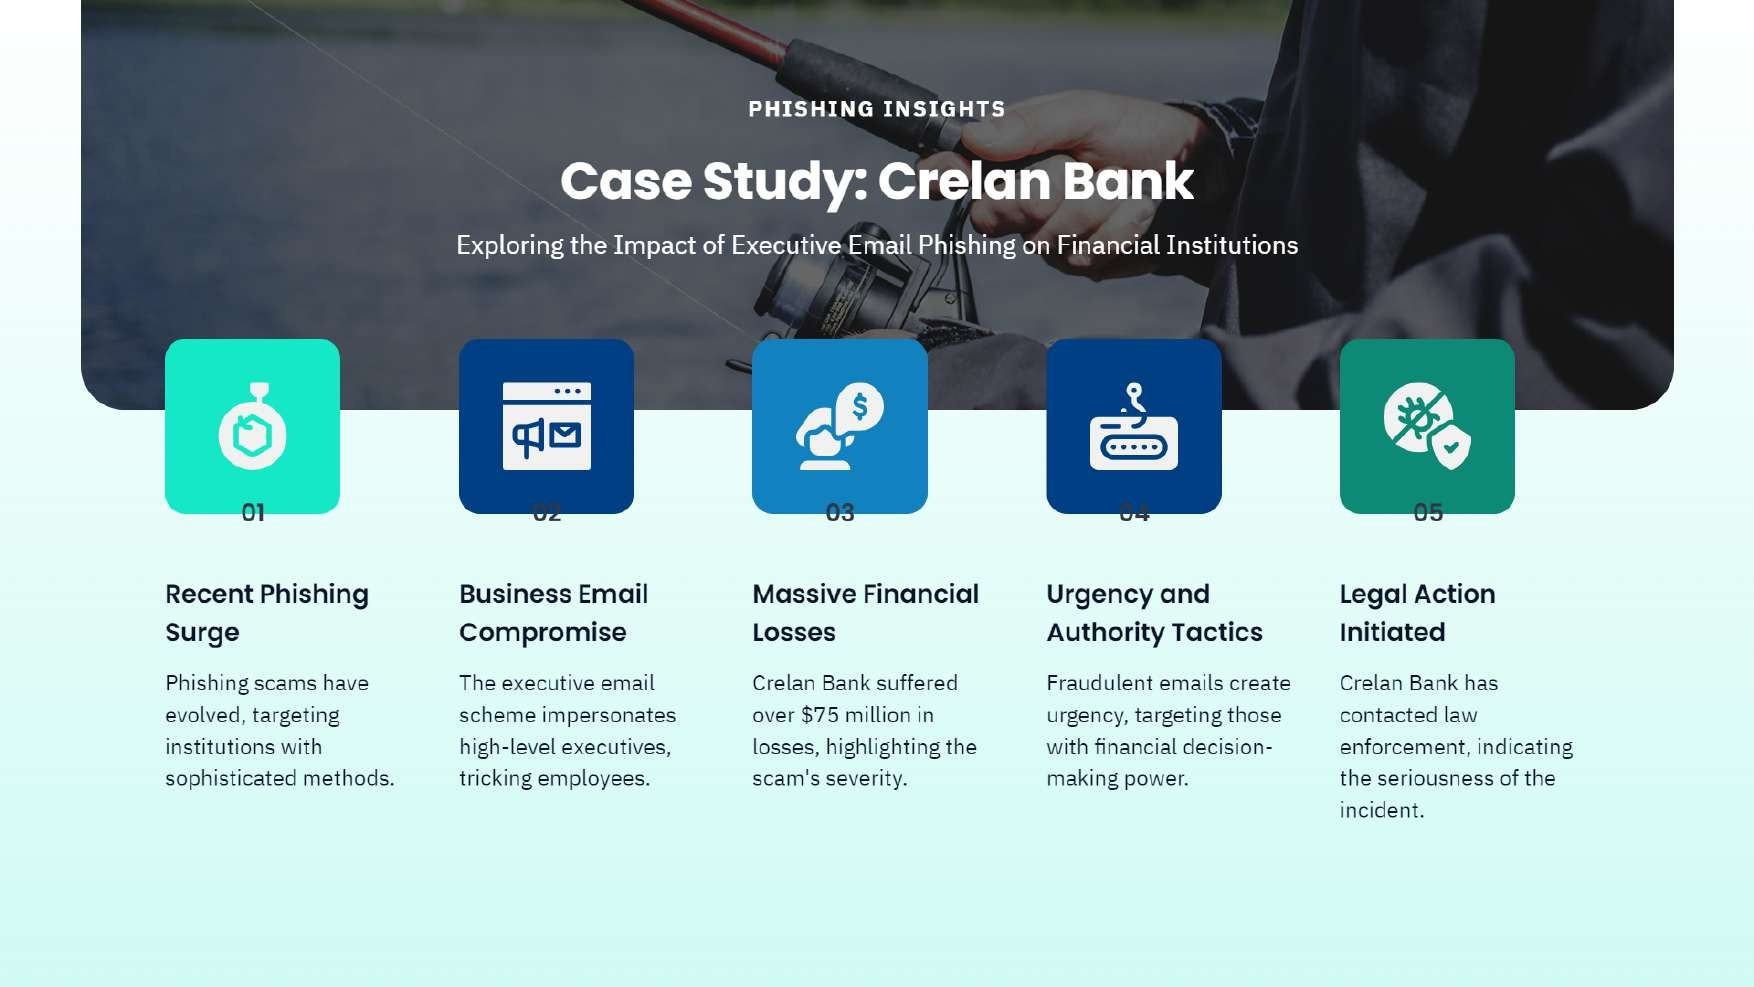 PHISHING INSIGHTS
Case Study: Crelan Bank
Exploring the Impact of Executive Email Phishing on Financial Institutions
01
Recent Phishing
Surge
Phishing scams have
evolved, targeting
institutions with
sophisticated methods.
02
Business Email
Compromise
The executive email
scheme impersonates
high-level executives,
tricking employees.
03
Massive Financial
Losses
Crelan Bank suffered
over $75 million in
losses, highlighting the
scam's severity.
04
Urgency and
Authority Tactics
Fraudulent emails create
urgency, targeting those
with financial decision-
making power.
05
Legal Action
Initiated
Crelan Bank has
contacted law
enforcement, indicating
the seriousness of the
incident.